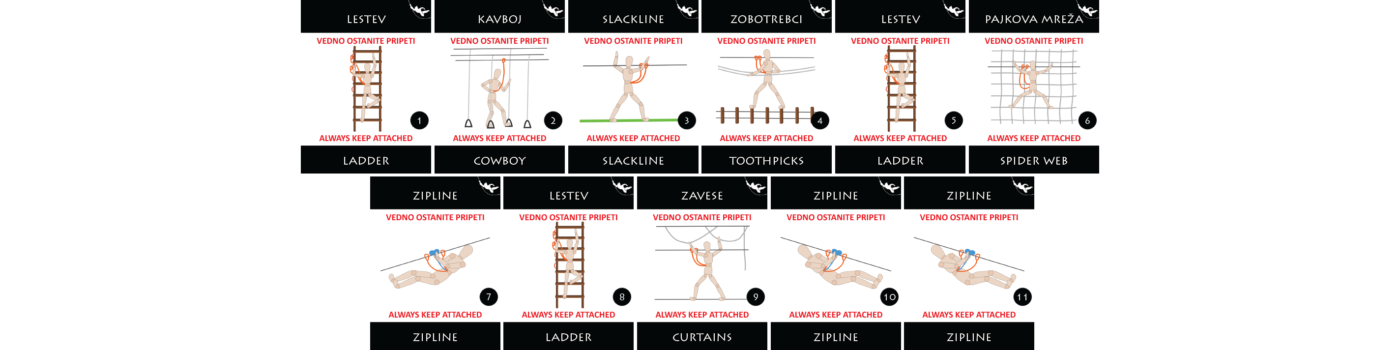 LESTEV
VEDNO OSTANITE PRIPETI
1
ALWAYS KEEP ATTACHED
LADDER
KAVBOJ
VEDNO OSTANITE PRIPETI
2
ALWAYS KEEP ATTACHED
COWBOY
SLACKLINE
VEDNO OSTANITE PRIPETI
3
ALWAYS KEEP ATTACHED
SLACKLINE
ZOBOTREBCI
VEDNO OSTANITE PRIPETI
4
ALWAYS KEEP ATTACHED
TOOTHPICKS
LESTEV
VEDNO OSTANITE PRIPETI
5
ALWAYS KEEP ATTACHED
LADDER
PAJKOVA MREŽA
VEDNO OSTANITE PRIPETI
6
ALWAYS KEEP ATTACHED
SPIDER WEB
ZIPLINE
VEDNO OSTANITE PRIPETI
7
ALWAYS KEEP ATTACHED
ZIPLINE
LESTEV
VEDNO OSTANITE PRIPETI
8
ALWAYS KEEP ATTACHED
LADDER
ZAVESE
VEDNO OSTANITE PRIPETI
9
ALWAYS KEEP ATTACHED
CURTAINS
ZIPLINE
VEDNO OSTANITE PRIPETI
10
ALWAYS KEEP ATTACHED
ZIPLINE
ZIPLINE
VEDNO OSTANITE PRIPETI
11
ALWAYS KEEP ATTACHED
ZIPLINE